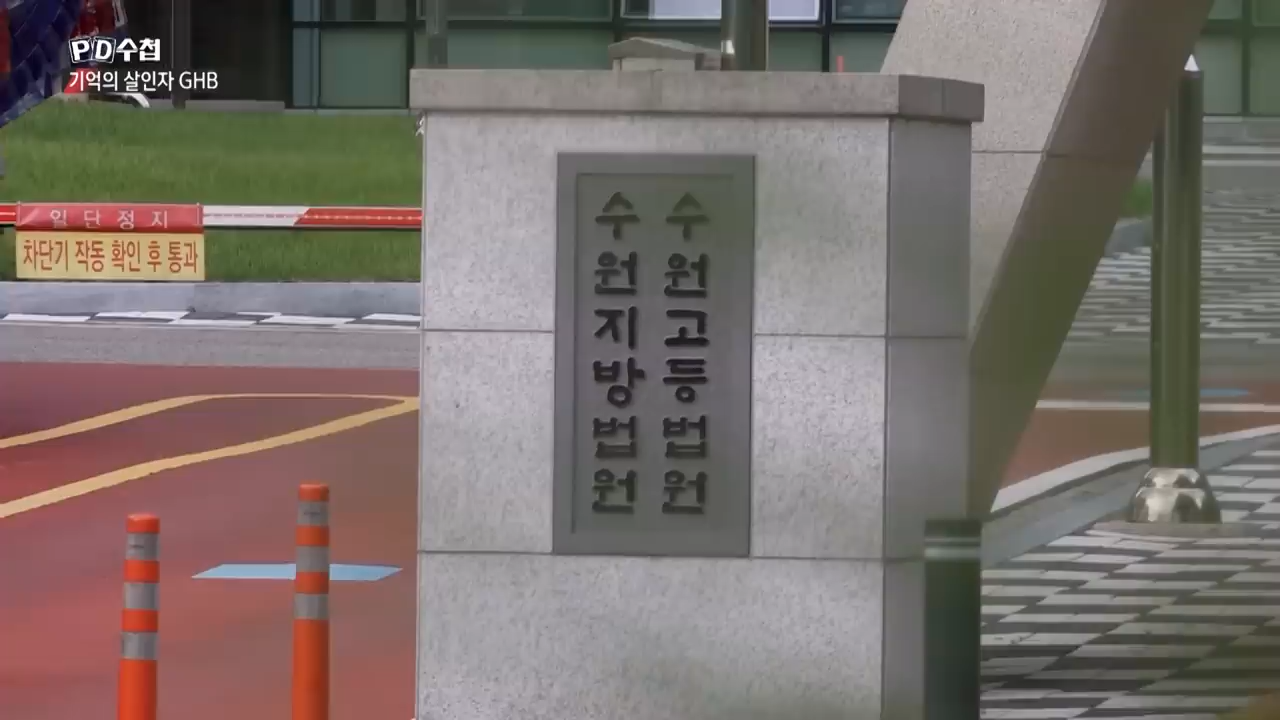 PD수첩
기억의 살인자 GHB
일단정지
차단기 작동 확인 후 통과
수원고등법원
수원지방법원